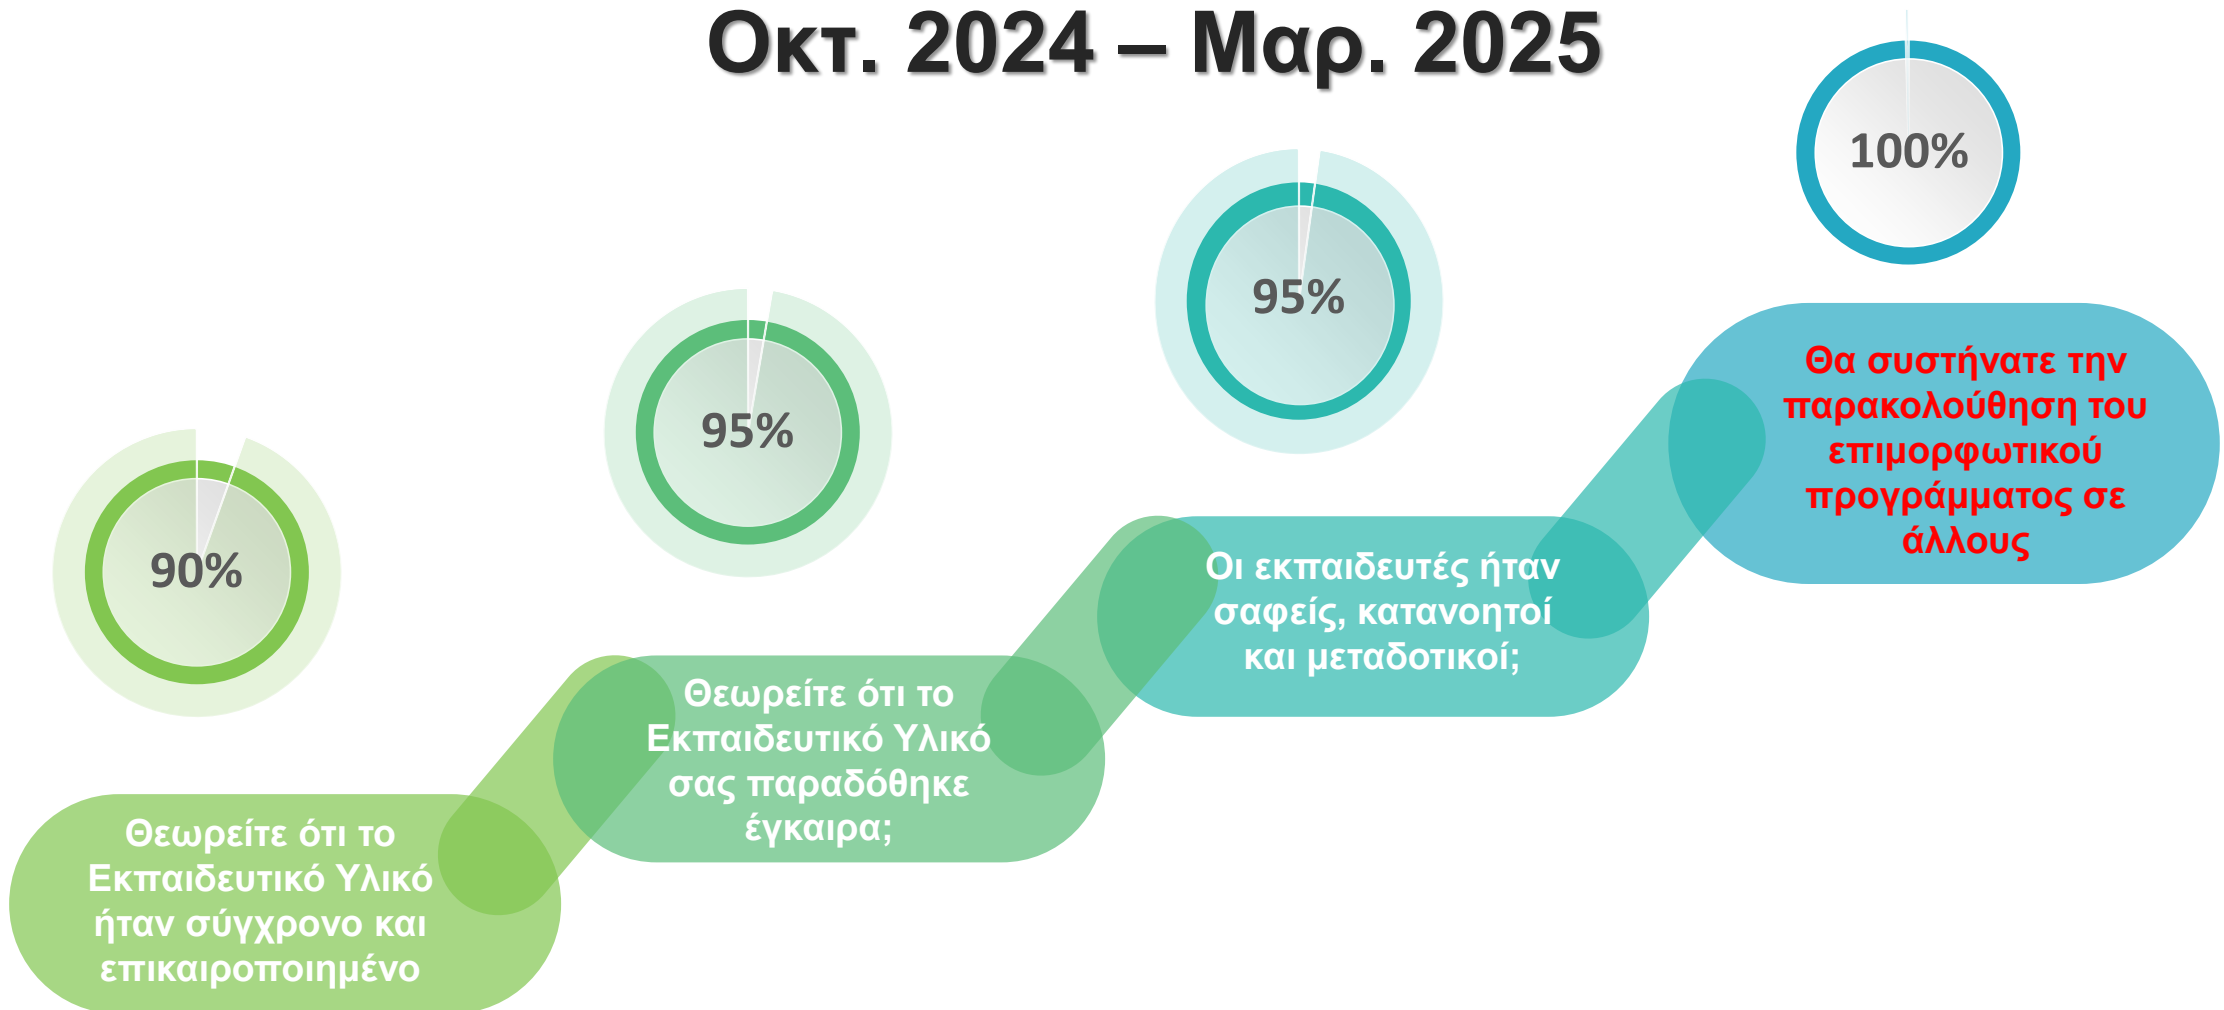 Οκτ. 2024 – Μαρ. 2025
90%
Θεωρείτε ότι το
Εκπαιδευτικό Υλικό
ήταν σύγχρονο και
επικαιροποιημένο
95%
Θεωρείτε ότι το
Εκπαιδευτικό Υλικό
σας παραδόθηκε
έγκαιρα;
95%
Οι εκπαιδευτές ήταν
σαφείς, κατανοητοί
και μεταδοτικοί;
100%
Θα συστήνατε την
παρακολούθηση του
επιμορφωτικού
προγράμματος σε
άλλους